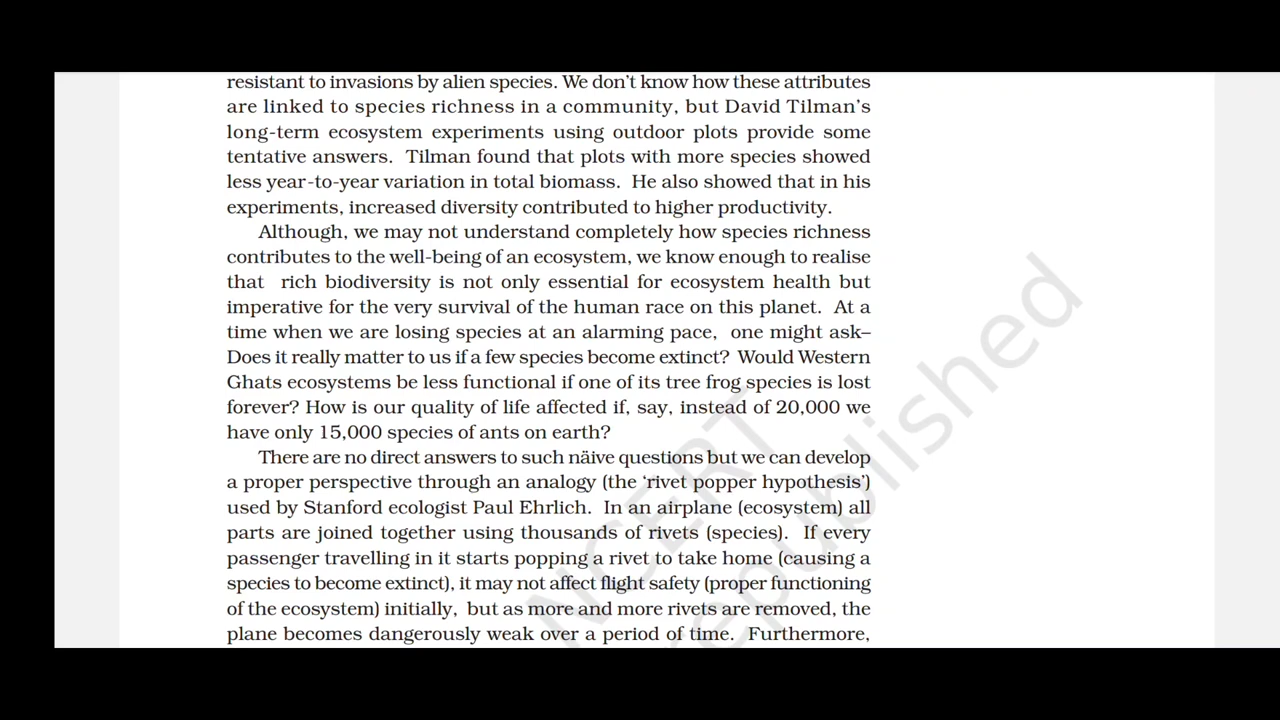 resistant to invasions by alien species. We don't know how these attributes
are linked to species richness in a community, but David Tilman's
long-term ecosystem experiments using outdoor plots provide some
tentative answers. Tilman found that plots with more species showed
less year-to-year variation in total biomass. He also showed that in his
experiments, increased diversity contributed to higher productivity.
Although, we may not understand completely how species richness
contributes to the well-being of an ecosystem, we know enough to realise
that rich biodiversity is not only essential for ecosystem health but
imperative for the very survival of the human race on this planet. At a
time when we are losing species at an alarming pace, one might ask–
Does it really matter to us if a few species become extinct? Would Western
Ghats ecosystems be less functional if one of its tree frog species is lost
forever? How is our quality of life affected if, say, instead of 20,000 we
have only 15,000 species of ants on earth?
There are no direct answers to such näive questions but we can develop
a proper perspective through an analogy (the ‘rivet popper hypothesis’)
used by Stanford ecologist Paul Ehrlich. In an airplane (ecosystem) all
parts are joined together using thousands of rivets (species). If every
passenger travelling in it starts popping a rivet to take home (causing a
species to become extinct), it may not affect flight safety (proper functioning
of the ecosystem) initially, but as more and more rivets are removed, the
plane becomes dangerously weak over a period of time. Furthermore,
NCERT
republished